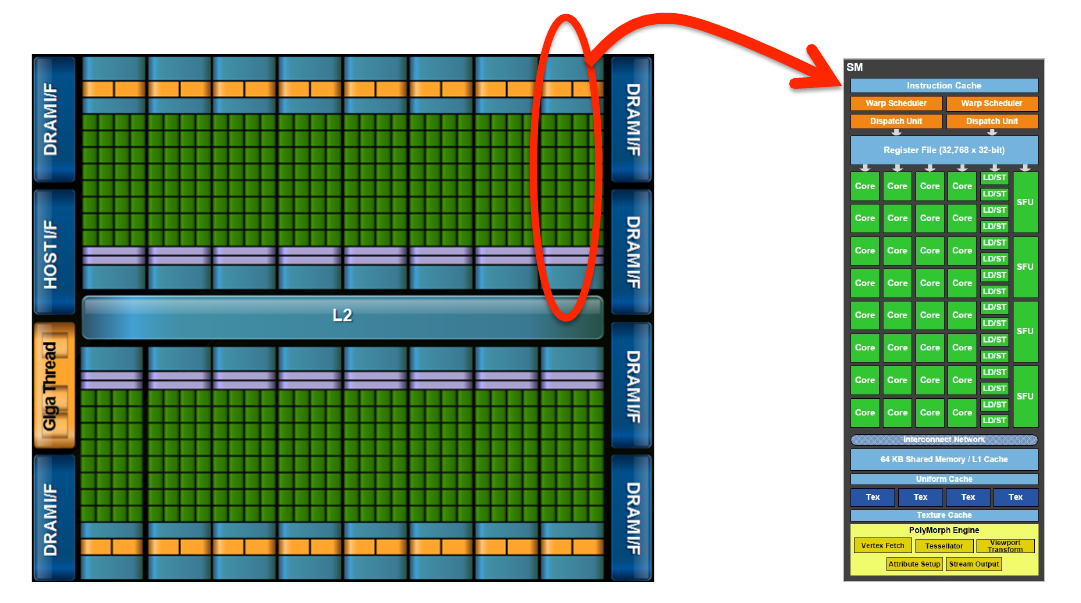 DRAMI/F
HOST I/F
Giga Thread
DRAMI/F
L2
DRAMI/F
DRAMI/F
DRAMI/F
DRAMI/F
SM
Instruction Cache
Warp Scheduler Warp Scheduler
Dispatch Unit Dispatch Unit
Register File (32,768 x 32-bit)
LD/ST
Core Core Core Core SFU
LD/ST
LD/ST
Core Core Core Core
LD/ST
LD/ST
Core Core Core Core SFU
LD/ST
LD/ST
Core Core Core Core
LD/ST
LD/ST
Core Core Core Core SFU
LD/ST
LD/ST
Core Core Core Core
LD/ST
LD/ST
Core Core Core Core SFU
LD/ST
LD/ST
Core Core Core Core
LD/ST
Interconnect Network
64 KB Shared Memory / L1 Cache
Uniform Cache
Tex Tex Tex Tex
Texture Cache
PolyMorph Engine
Vertex Fetch Tessellator Viewport
Transform
Attribute Setup Stream Output